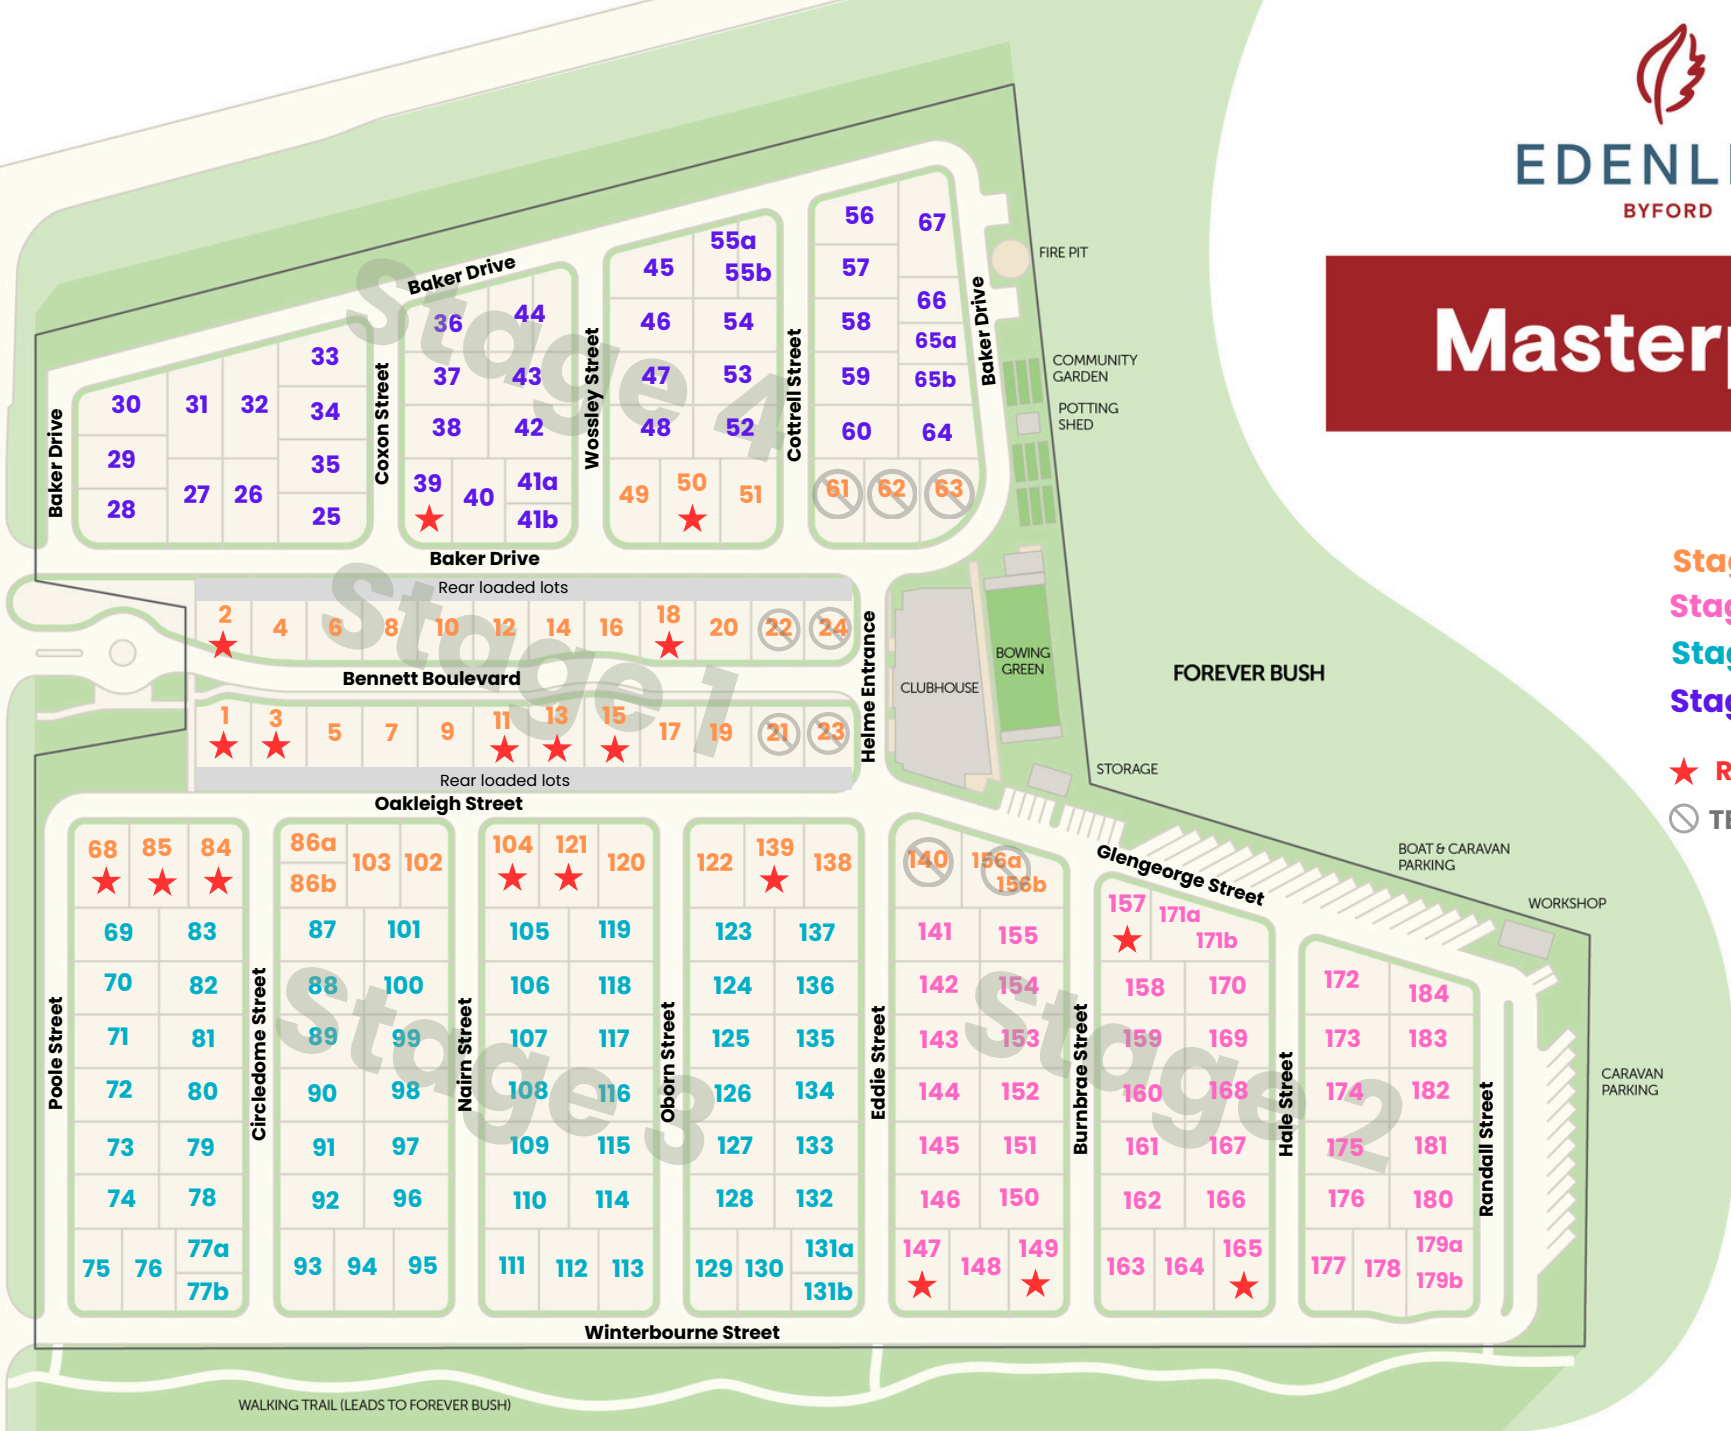 EDENLI
BYFORD
Master
Stag
Stag
Stag
Stag
R
TE
FOREVER BUSH
FIRE PIT
COMMUNITY
GARDEN
POTTING
SHED
BOWING
GREEN
CLUBHOUSE
STORAGE
BOAT & CARAVAN
PARKING
WORKSHOP
CARAVAN
PARKING
Stage 4
Baker Drive
Baker Drive
Coxon Street
Wossley Street
Cottrell Street
Baker Drive
30 31 32 33
29 34
28 27 26 35
25
36 44
37 43
38 42
39 40 41a
41b
45 55a
55b
46 54
47 53
48 52
49 50 51
56 67
57
58 66
65a
59 65b
60 64
61 62 63
Baker Drive
Rear loaded lots
Stage 1
2 4 6 8 10 12 14 16 18 20 22 24
Bennett Boulevard
Helme Entrance
1 3 5 7 9 11 13 15 17 19 21 23
Rear loaded lots
Oakleigh Street
Glengeorge Street
68 85 84
69 83
70 82
71 81
72 80
73 79
74 78
75 76 77a
77b
Poole Street
Circledome Street
86a 103 102
86b
87 101
88 100
89 99
90 98
91 97
92 96
93 94 95
Stage 3
Nairn Street
104 121 120
105 119
106 118
107 117
108 116
109 115
110 114
111 112 113
Oborn Street
122 139 138
123 137
124 136
125 135
126 134
127 133
128 132
129 130 131a
131b
Eddie Street
140 156a
156b
141 155
142 154
143 153
144 152
145 151
146 150
147 148 149
Stage 2
Burnbrae Street
157 171a
171b
158 170
159 169
160 168
161 167
162 166
163 164 165
Hale Street
172 184
173 183
174 182
175 181
176 180
177 178 179a
179b
Randall Street
Winterbourne Street
WALKING TRAIL (LEADS TO FOREVER BUSH)